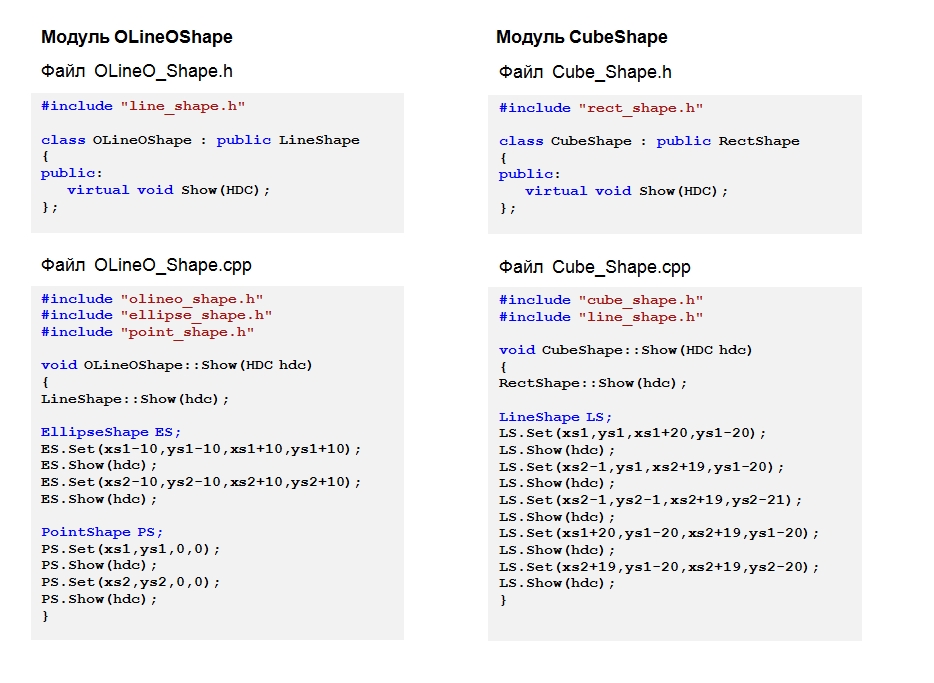 Модуль OLineOShape
Файл OLineO_Shape.h
#include "line_shape.h"
class OLineOShape : public LineShape
{
public:
virtual void Show(HDC);
};
Файл OLineO_Shape.cpp
#include "olineo_shape.h"
#include "ellipse_shape.h"
#include "point_shape.h"
void OLineOShape::Show(HDC hdc)
{
LineShape::Show(hdc);
EllipseShape ES;
ES.Set(xs1-10,ys1-10,xs1+10,ys1+10);
ES.Show(hdc);
ES.Set(xs2-10,ys2-10,xs2+10,ys2+10);
ES.Show(hdc);
PointShape PS;
PS.Set(xs1,ys1,0,0);
PS.Show(hdc);
PS.Set(xs2,ys2,0,0);
PS.Show(hdc);
}
Модуль CubeShape
Файл Cube_Shape.h
#include "rect_shape.h"
class CubeShape : public RectShape
{
public:
virtual void Show(HDC);
};
Файл Cube_Shape.cpp
#include "cube_shape.h"
#include "line_shape.h"
void CubeShape::Show(HDC hdc)
{
RectShape::Show(hdc);
LineShape LS;
LS.Set(xs1,ys1,xs1+20,ys1-20);
LS.Show(hdc);
LS.Set(xs2-1,ys1,xs2+19,ys1-20);
LS.Show(hdc);
LS.Set(xs2-1,ys2-1,xs2+19,ys2-21);
LS.Show(hdc);
LS.Set(xs1+20,ys1-20,xs2+19,ys1-20);
LS.Show(hdc);
LS.Set(xs2+19,ys1-20,xs2+19,ys2-20);
LS.Show(hdc);
}